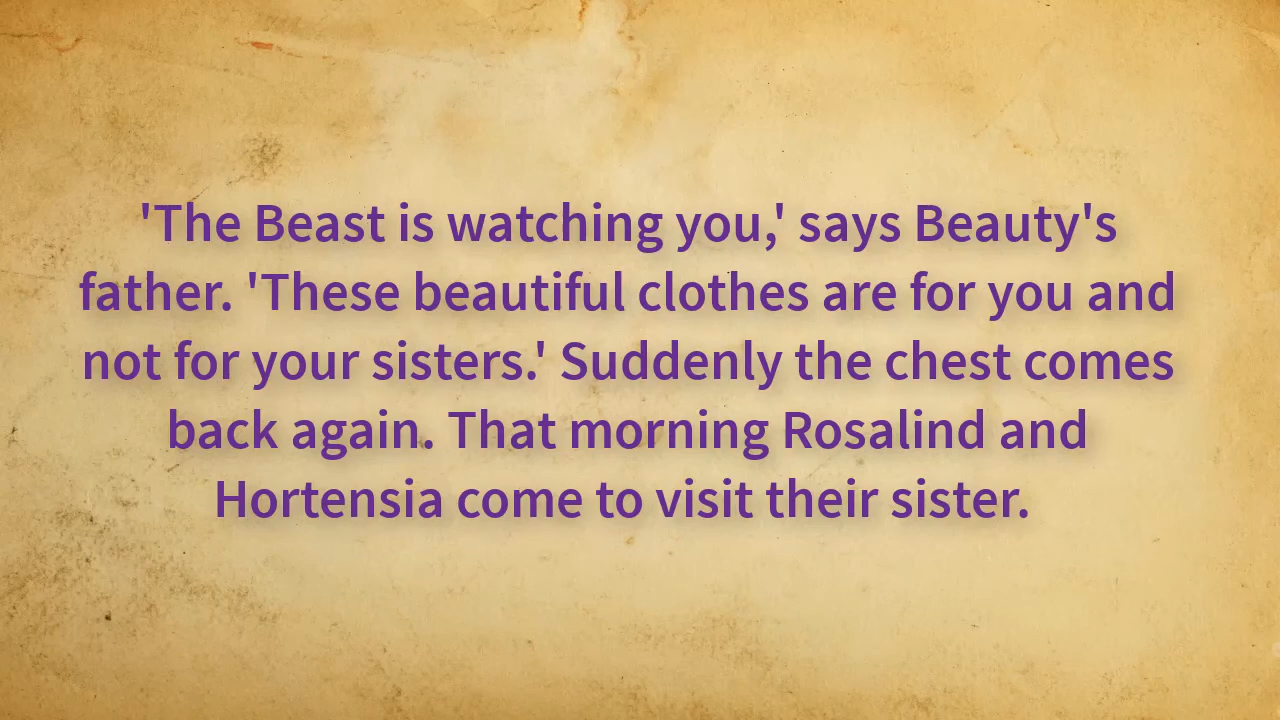 'The Beast is watching you,' says Beauty's
father. 'These beautiful clothes are for you and
not for your sisters.' Suddenly the chest comes
back again. That morning Rosalind and
Hortensia come to visit their sister.